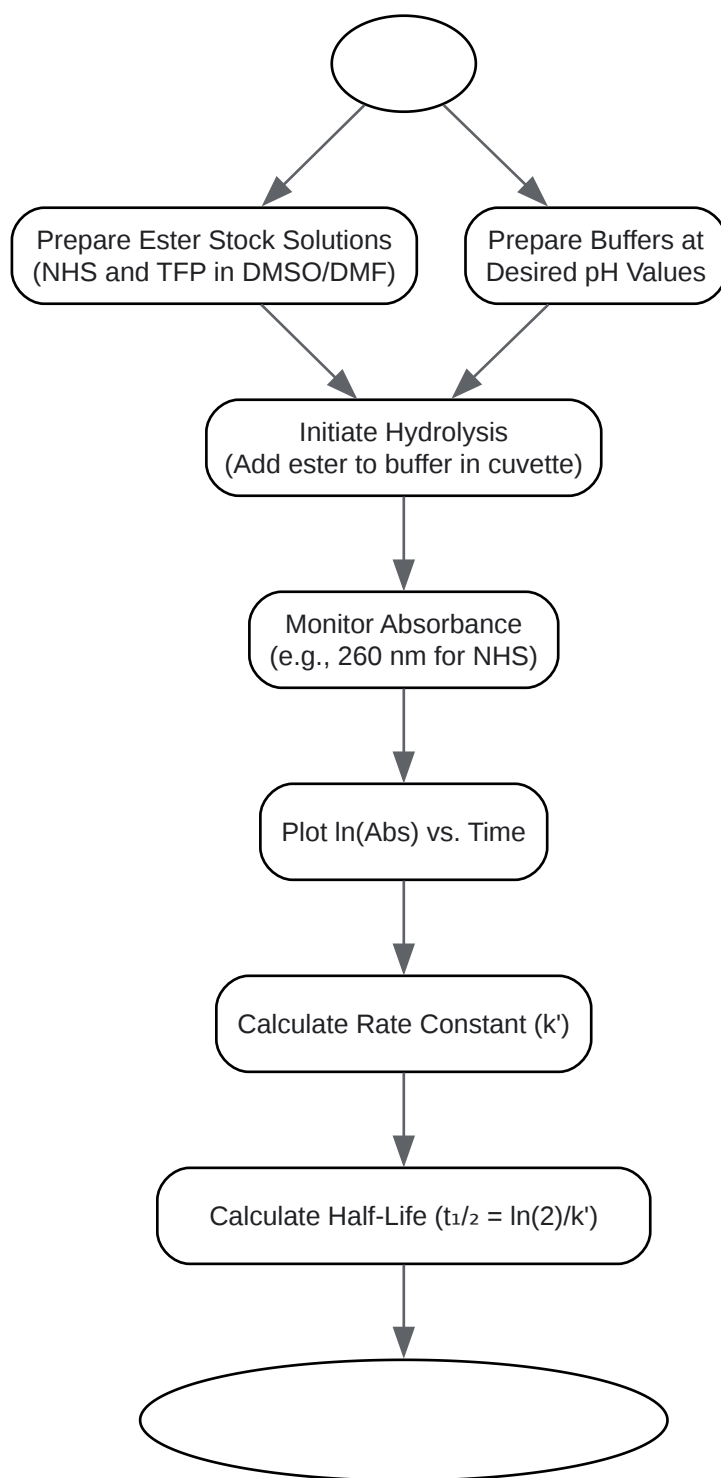 Prepare Ester Stock Solutions
(NHS and TFP in DMSO/DMF)
Prepare Buffers at
Desired pH Values
Initiate Hydrolysis
(Add ester to buffer in cuvette)
Monitor Absorbance
(e.g., 260 nm for NHS)
Plot ln(Abs) vs. Time
Calculate Rate Constant (k')
Calculate Half-Life (t₁/₂ = ln(2)/k')